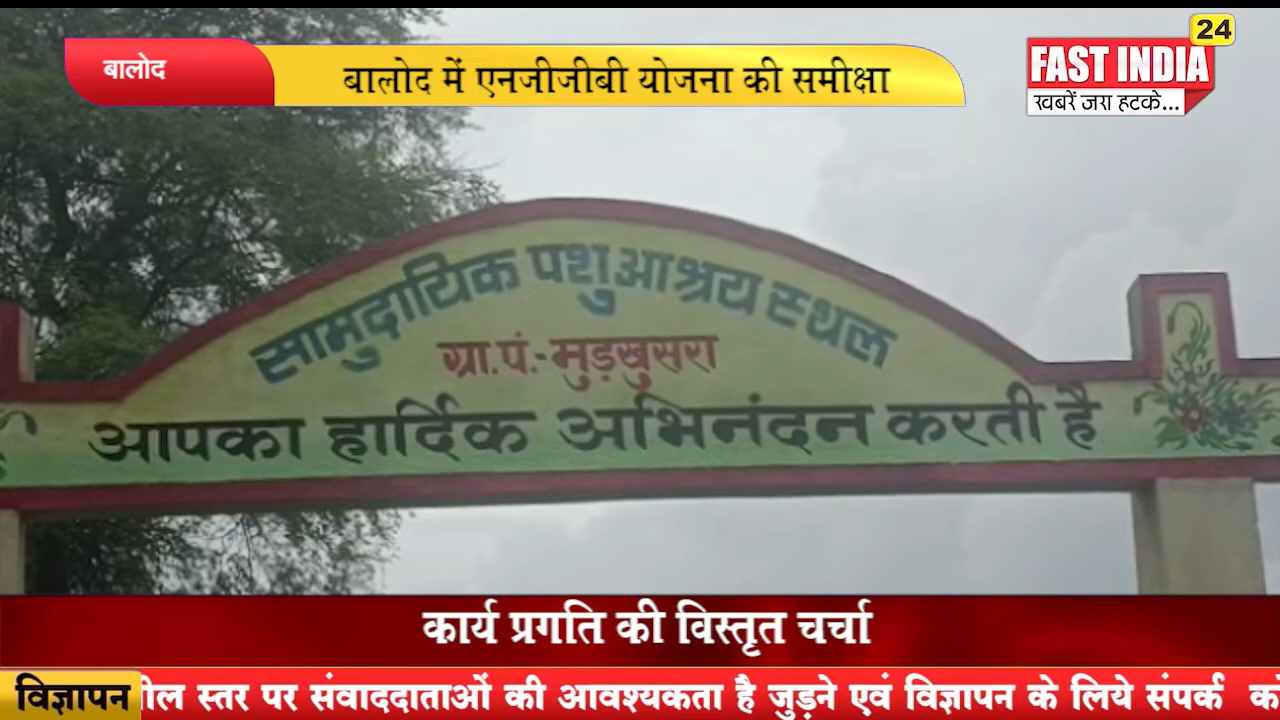 24
बालोद
बालोद में एनजीजीबी योजना की समीक्षा
FAST INDIA
खबरें जरा हटके...
सामुदायिक पशु आश्रय स्थल
ग्रा.पं.-मुड़खुसरा
आपका हार्दिक अभिनंदन करती है
कार्य प्रगति की विस्तृत चर्चा
विज्ञापन
स्तर पर संवाददाताओं की आवश्यकता है जुड़ने एवं विज्ञापन के लिये संपर्क